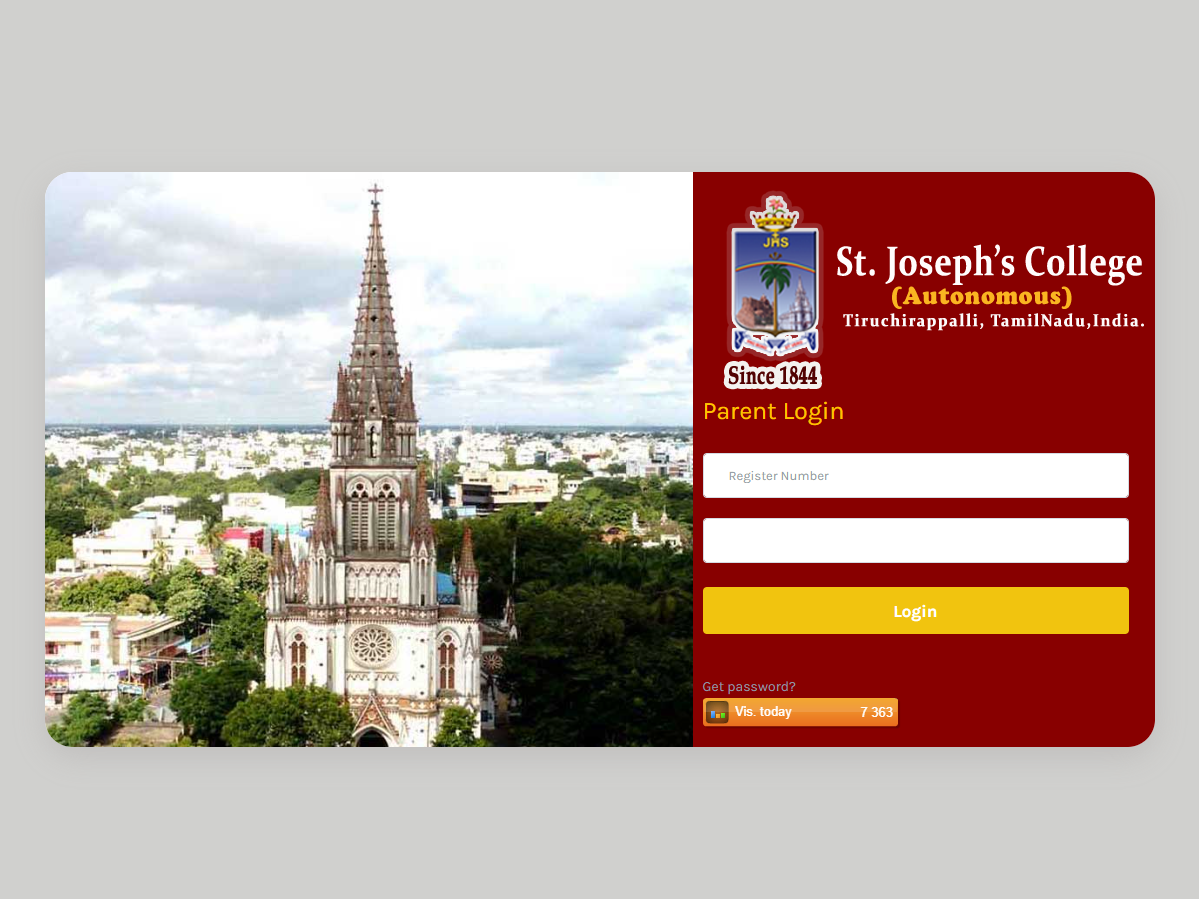 JHS
St. Joseph's College
(Autonomous)
Tiruchirappalli, TamilNadu,India.
Since 1844
Parent Login
Register Number
Login
Get password?
Vis. today 7 363